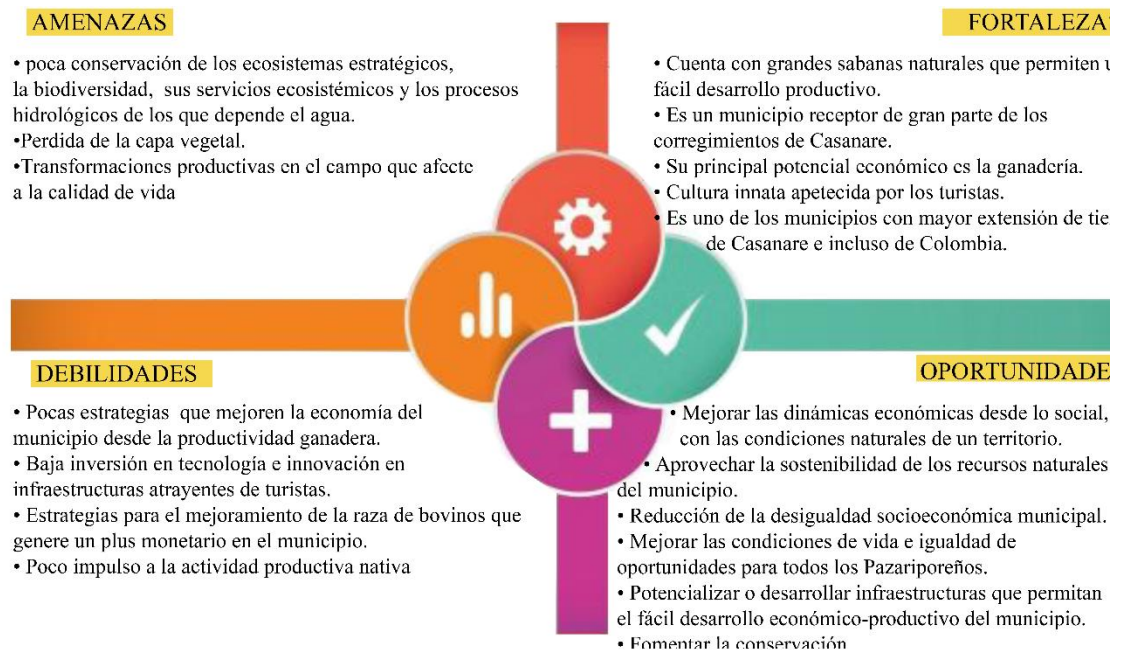 AMENAZAS
• poca conservación de los ecosistemas estratégicos,
la biodiversidad, sus servicios ecosistémicos y los procesos
hidrológicos de los que depende el agua.
•Perdida de la capa vegetal.
•Transformaciones productivas en el campo que afecte
a la calidad de vida
FORTALEZA
• Cuenta con grandes sabanas naturales que permiten
fácil desarrollo productivo.
• Es un municipio receptor de gran parte de los
corregimientos de Casanare.
• Su principal potencial económico es la ganadería.
• Cultura innata apetecida por los turistas.
• Es uno de los municipios con mayor extensión de
de Casanare e incluso de Colombia.
DEBILIDADES
• Pocas estrategias que mejoren la economía del
municipio desde la productividad ganadera.
• Baja inversión en tecnología e innovación en
infraestructuras atrayentes de turistas.
• Estrategias para el mejoramiento de la raza de bovinos que
genere un plus monetario en el municipio.
• Poco impulso a la actividad productiva nativa
OPORTUNIDADE
• Mejorar las dinámicas económicas desde lo social,
con las condiciones naturales de un territorio.
• Aprovechar la sostenibilidad de los recursos naturales
del municipio.
• Reducción de la desigualdad socioeconómica municipal.
• Mejorar las condiciones de vida e igualdad de
oportunidades para todos los Pazariporeños.
• Potencializar o desarrollar infraestructuras que permitan
el fácil desarrollo económico-productivo del municipio.
• Fomentar la conservación